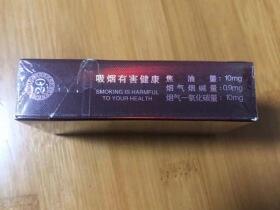 吸烟有害健康
SMOKING IS HARMFUL
TO YOUR HEALTH
焦油量：10mg
烟气烟碱量：0.9mg
烟气一氧化碳量：10mg